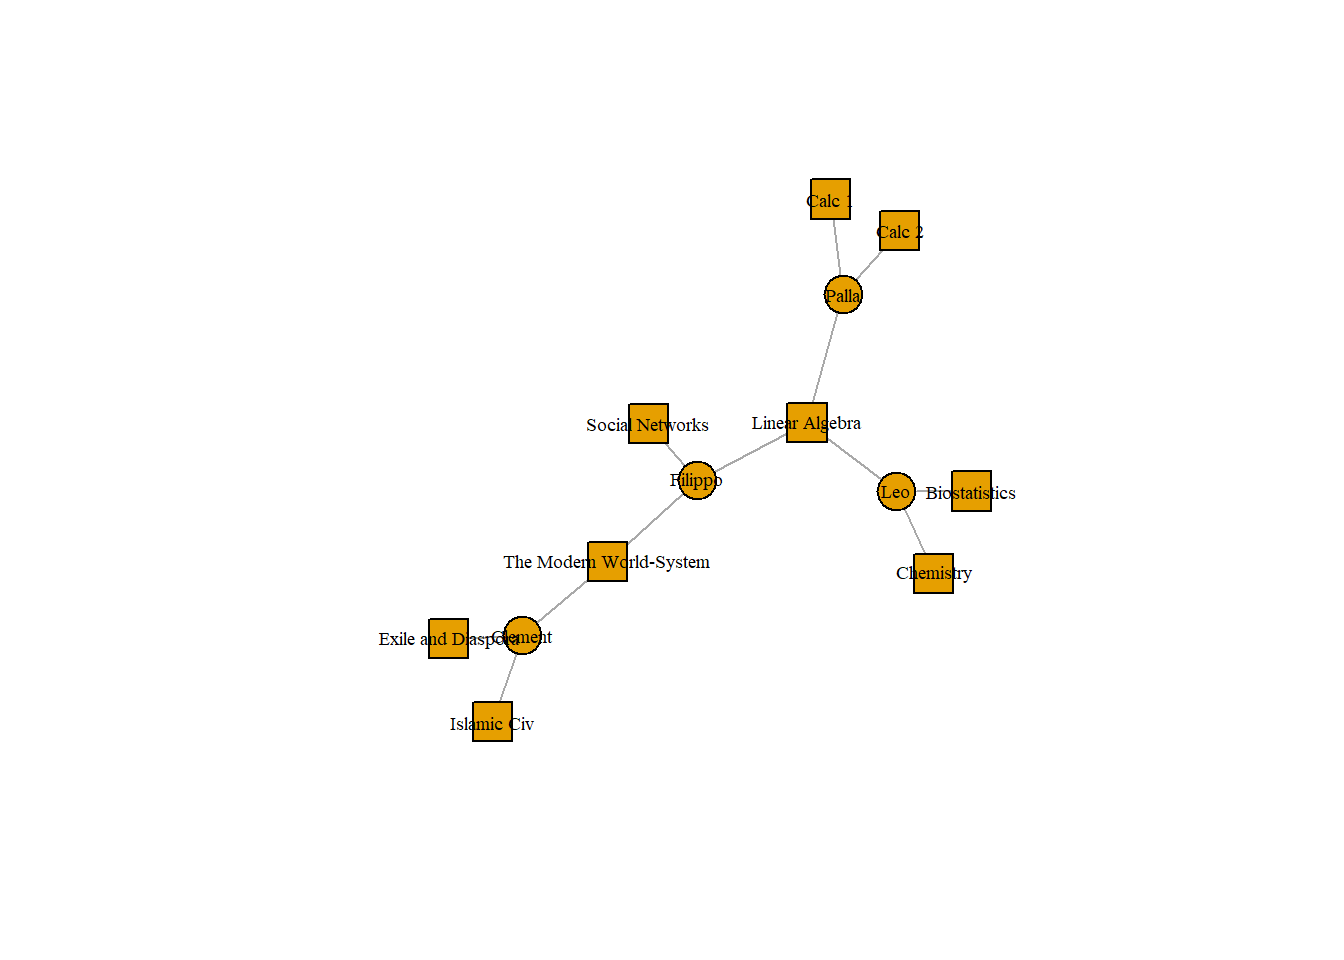 Calc 1
Calc 2
Palla
Social Networks
Linear Algebra
Filippo
Leo
Biostatistics
The Modern World-System
Chemistry
Exile and Diaspora
Clement
Islamic Civ